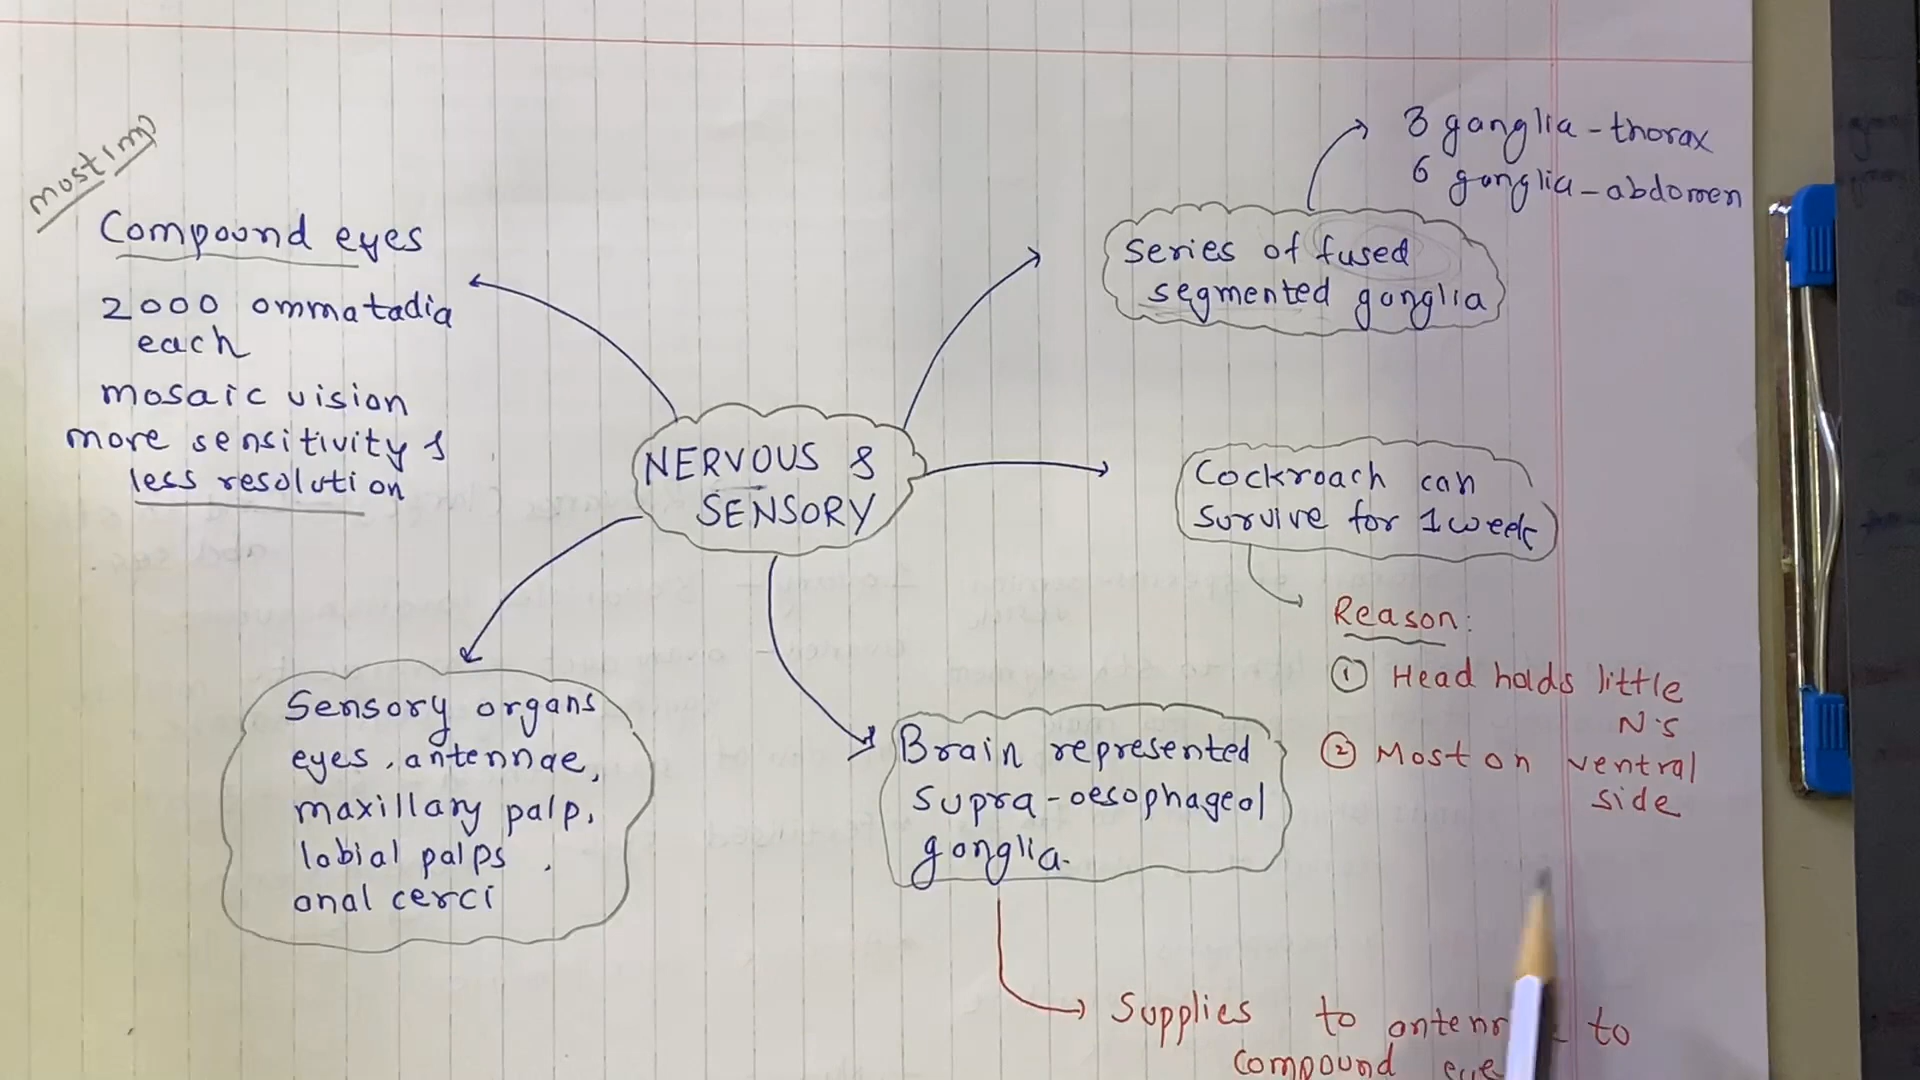 most imp
Compound eyes
2000 ommatadia
each
mosaic vision
more sensitivity &
less resolution
3 ganglia - thorax
6 ganglia - abdomen
series of fused
segmented ganglia
NERVOUS &
SENSORY
Cockroach can
survive for 1 week
Reason:
① Head holds little
N.S
② Most on ventral
side
Sensory organs
eyes, antennae,
maxillary palp,
labial palps,
anal cerci
Brain represented
supra-oesophageal
ganglia.
Supplies to to
compound